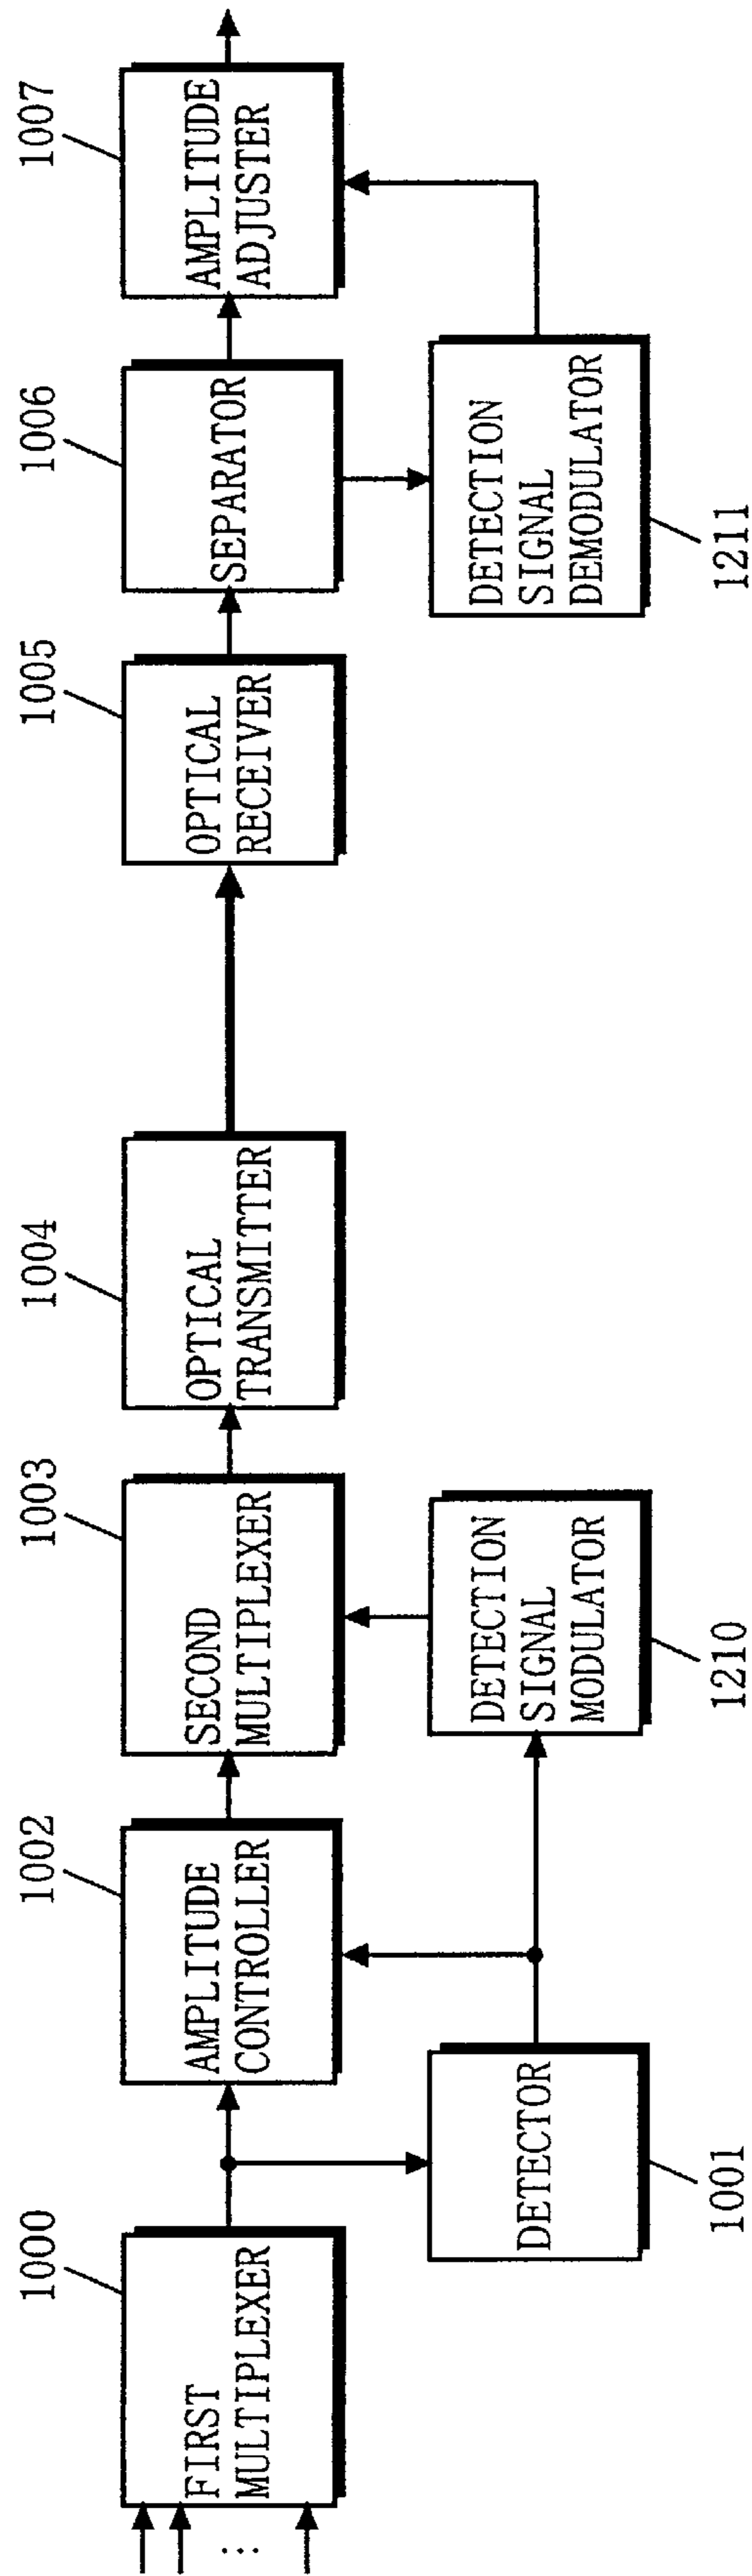 1000
FIRST
MULTIPLEXER
1001
DETECTOR
1002
AMPLITUDE
CONTROLLER
1003
SECOND
MULTIPLEXER
1210
DETECTION
SIGNAL
MODULATOR
1004
OPTICAL
TRANSMITTER
1005
OPTICAL
RECEIVER
1006
SEPARATOR
1211
DETECTION
SIGNAL
DEMODULATOR
1007
AMPLITUDE
ADJUSTER